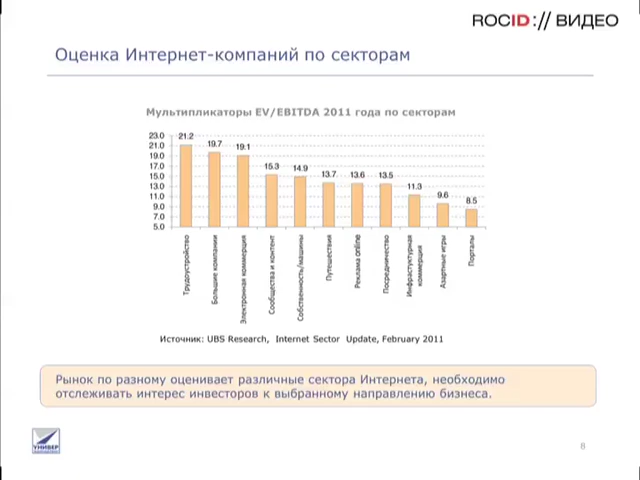 ROCID:// ВИДЕО
Оценка Интернет-компаний по секторам
Мультипликаторы EV/EBITDA 2011 года по секторам
23.0
21.0
19.0
17.0
15.0
13.0
11.0
9.0
7.0
5.0
21.2
19.7
19.1
15.3
14.9
13.7
13.6
13.5
11.3
9.6
8.5
Трудоустройство
Большие компании
Электронная коммерция
Сообщества и контент
Собственность/машины
Путешествия
Реклама online
Посредничество
Инфраструктурная
коммерция
Азартные игры
Порталы
Источник: UBS Research, Internet Sector Update, February 2011
Рынок по разному оценивает различные сектора Интернета, необходимо
отслеживать интерес инвесторов к выбранному направлению бизнеса.
УНИВЕР
8